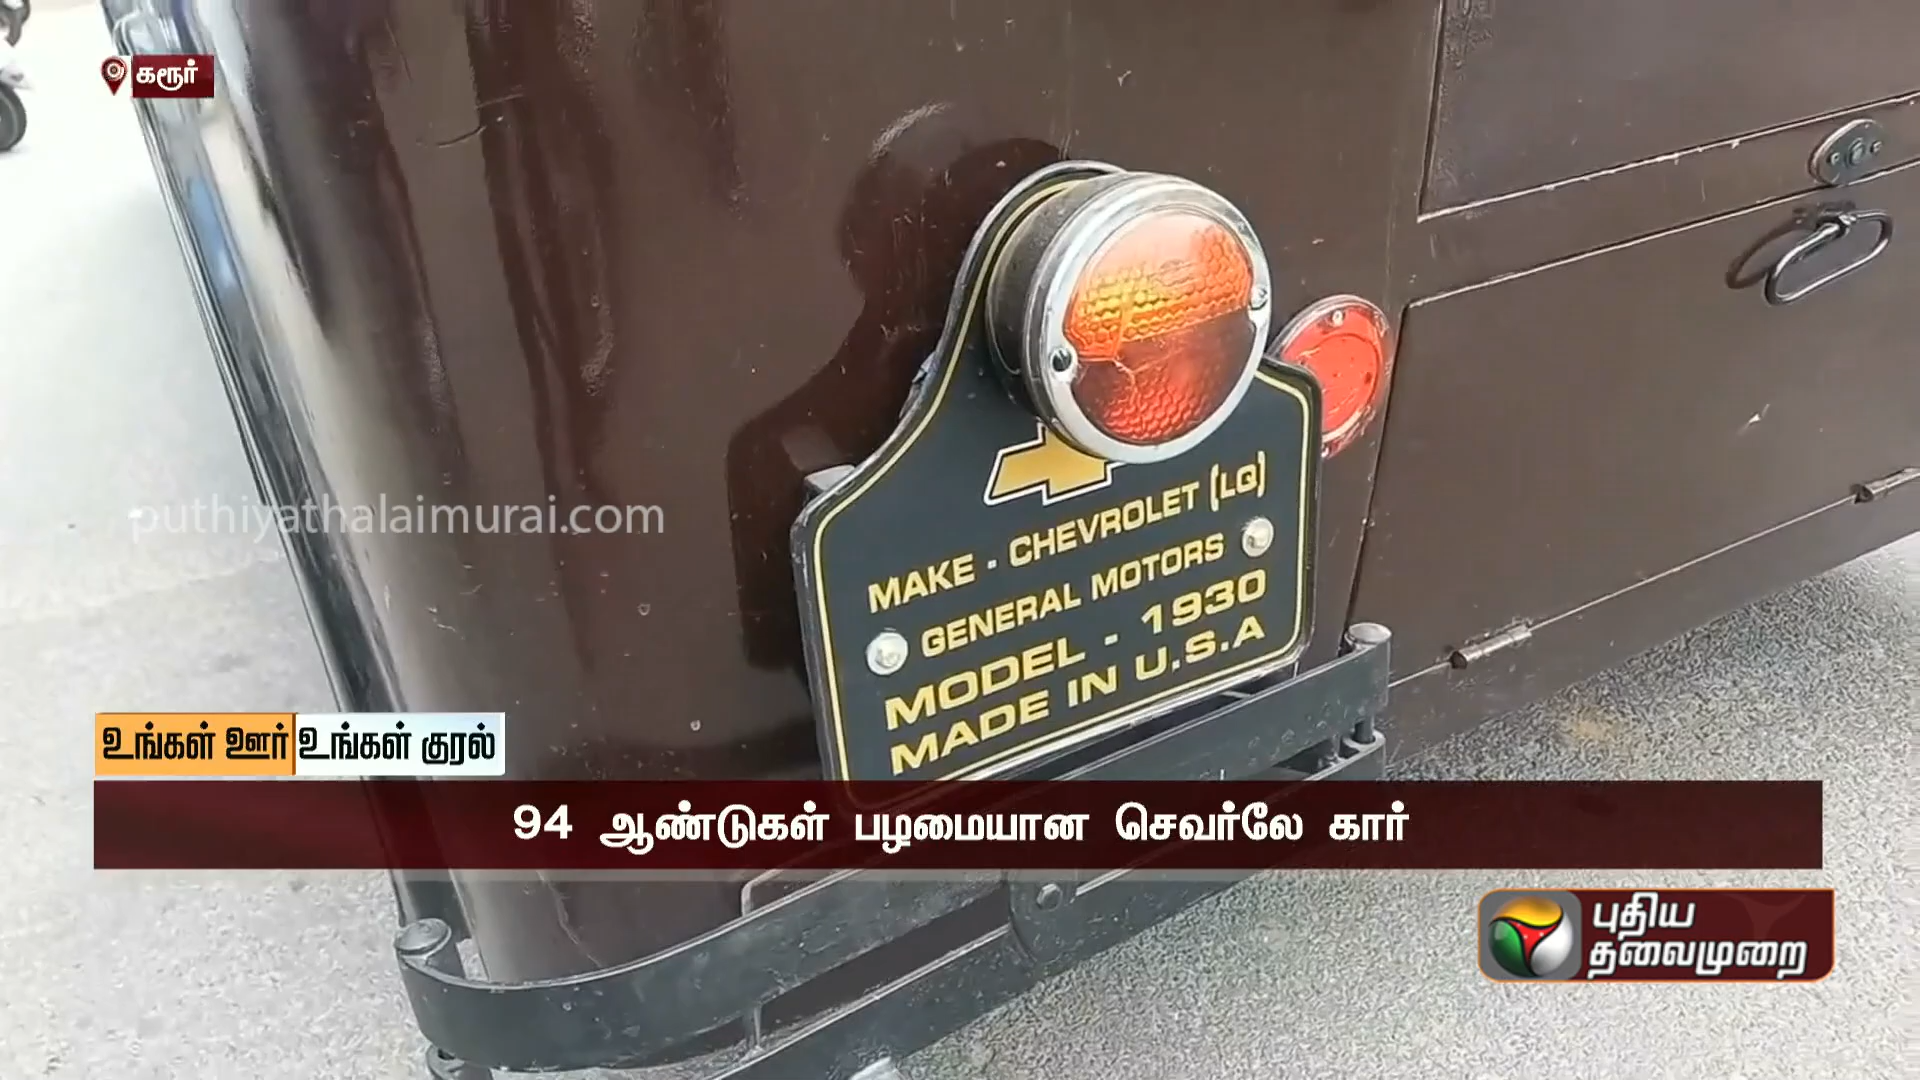 கரூர்
puthiyathalaimurai.com
MAKE - CHEVROLET (LQ)
GENERAL MOTORS
MODEL - 1930
MADE IN U.S.A
உங்கள் ஊர் உங்கள் குரல்
94 ஆண்டுகள் பழமையான செவர்லே கார்
புதிய
தலைமுறை